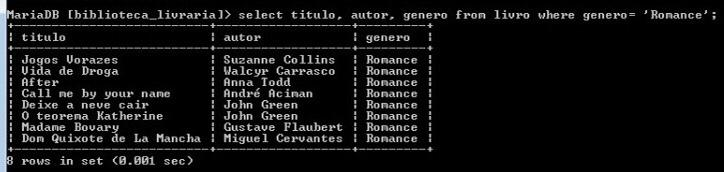 MariaDB [biblioteca_livraria]> select titulo, autor, genero from livro where genero= 'Romance';
+-------------------------+------------------+---------+
| titulo | autor | genero |
+-------------------------+------------------+---------+
| Jogos Vorazes | Suzanne Collins | Romance |
| Vida de Droga | Walcyr Carrasco | Romance |
| After | Anna Todd | Romance |
| Call me by your name | André Aciman | Romance |
| Deixe a neve cair | John Green | Romance |
| O teorema Katherine | John Green | Romance |
| Madame Bovary | Gustave Flaubert | Romance |
| Dom Quixote de La Mancha | Miguel Cervantes | Romance |
+-------------------------+------------------+---------+
8 rows in set (0.001 sec)